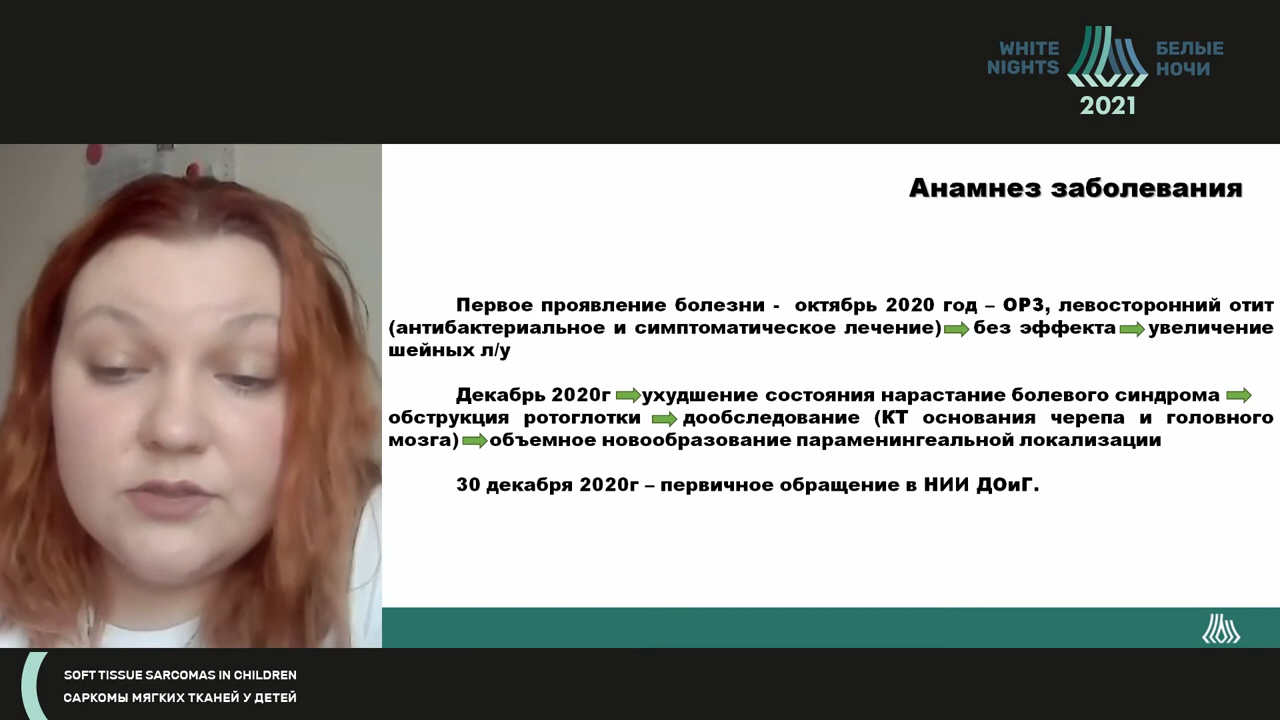 WHITE NIGHTS
БЕЛЫЕ НОЧИ
2021
Анамнез заболевания
Первое проявление болезни - октябрь 2020 год – ОРЗ, левосторонний отит
(антибактериальное и симптоматическое лечение) без эффекта увеличение
шейных л/у
Декабрь 2020г ухудшение состояния нарастание болевого синдрома
обструкция ротоглотки дообследование (КТ основания черепа и головного
мозга) объемное новообразование параменингеальной локализации
30 декабря 2020г – первичное обращение в НИИ ДОиГ.
SOFT TISSUE SARCOMAS IN CHILDREN
САРКОМЫ МЯГКИХ ТКАНЕЙ У ДЕТЕЙ